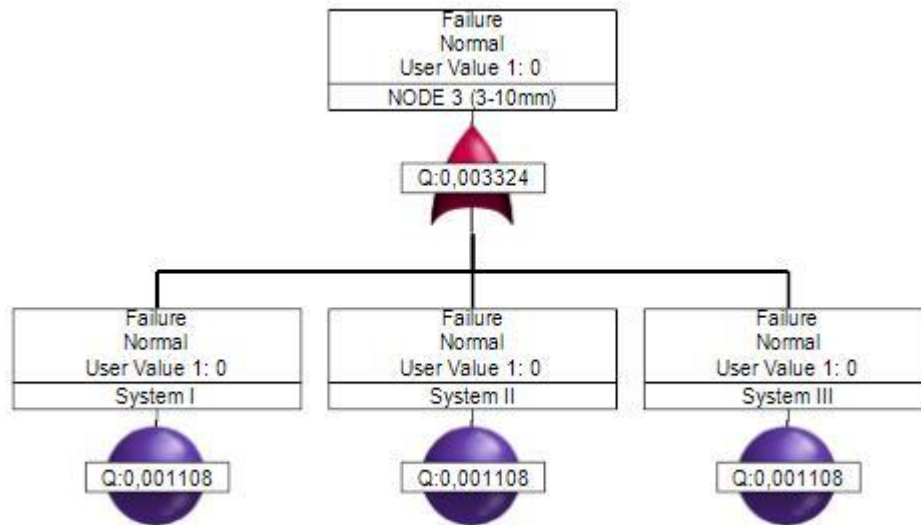 Failure
Normal
User Value 1: 0
NODE 3 (3-10mm)
Q:0,003324
Failure
Normal
User Value 1: 0
System I
Q:0,001108
Failure
Normal
User Value 1: 0
System II
Q:0,001108
Failure
Normal
User Value 1: 0
System III
Q:0,001108